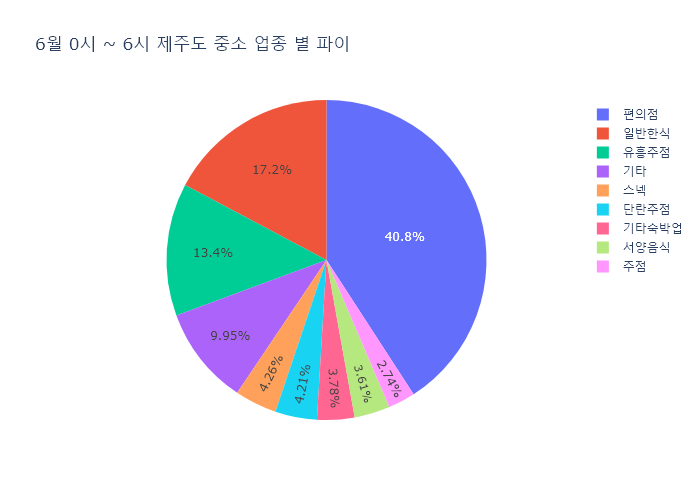 6월 0시 ~ 6시 제주도 중소 업종 별 파이
편의점
일반한식
유흥주점
기타
스넥
단란주점
기타숙박업
서양음식
주점
40.8%
17.2%
13.4%
9.95%
4.26%
4.21%
3.78%
3.61%
2.74%